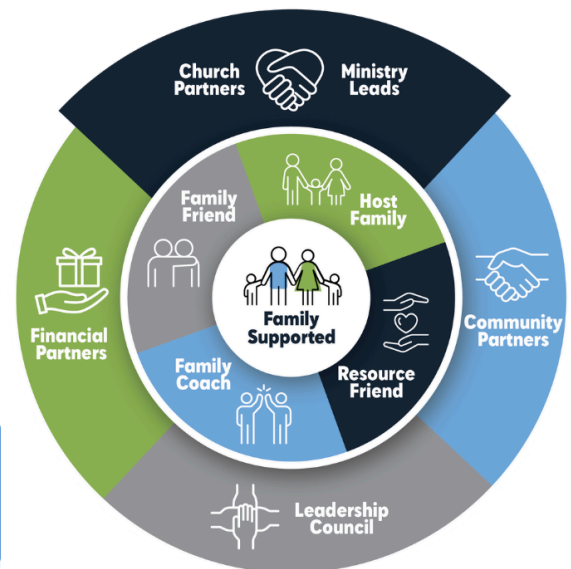 Church
Partners
Ministry
Leads
Family
Friend
Host
Family
Family
Supported
Financial
Partners
Community
Partners
Family
Coach
Resource
Friend
Leadership
Council